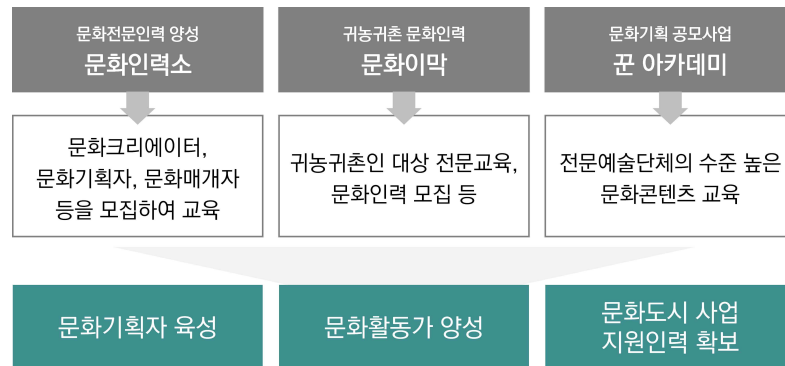 문화전문인력 양성
문화인력소
귀농귀촌 문화인력
문화이막
문화기획 공모사업
꾼 아카데미
문화크리에이터,
문화기획자, 문화매개자
등을 모집하여 교육
귀농귀촌인 대상 전문교육,
문화인력 모집 등
전문예술단체의 수준 높은
문화콘텐츠 교육
문화기획자 육성
문화활동가 양성
문화도시 사업
지원인력 확보